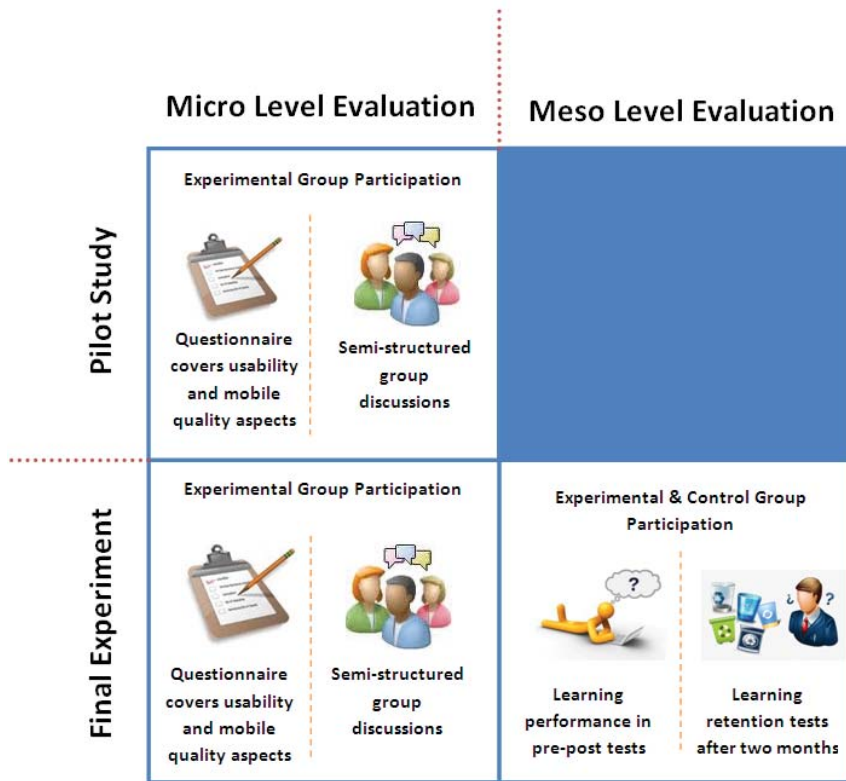 Micro Level Evaluation
Meso Level Evaluation
Pilot Study
Experimental Group Participation
Questionnaire
covers usability
and mobile
quality aspects
Semi-structured
group
discussions
Final Experiment
Experimental Group Participation
Questionnaire
covers usability
and mobile
quality aspects
Semi-structured
group
discussions
Experimental & Control Group
Participation
?
Learning
performance in
pre-post tests
¿ ?
Learning
retention tests
after two months